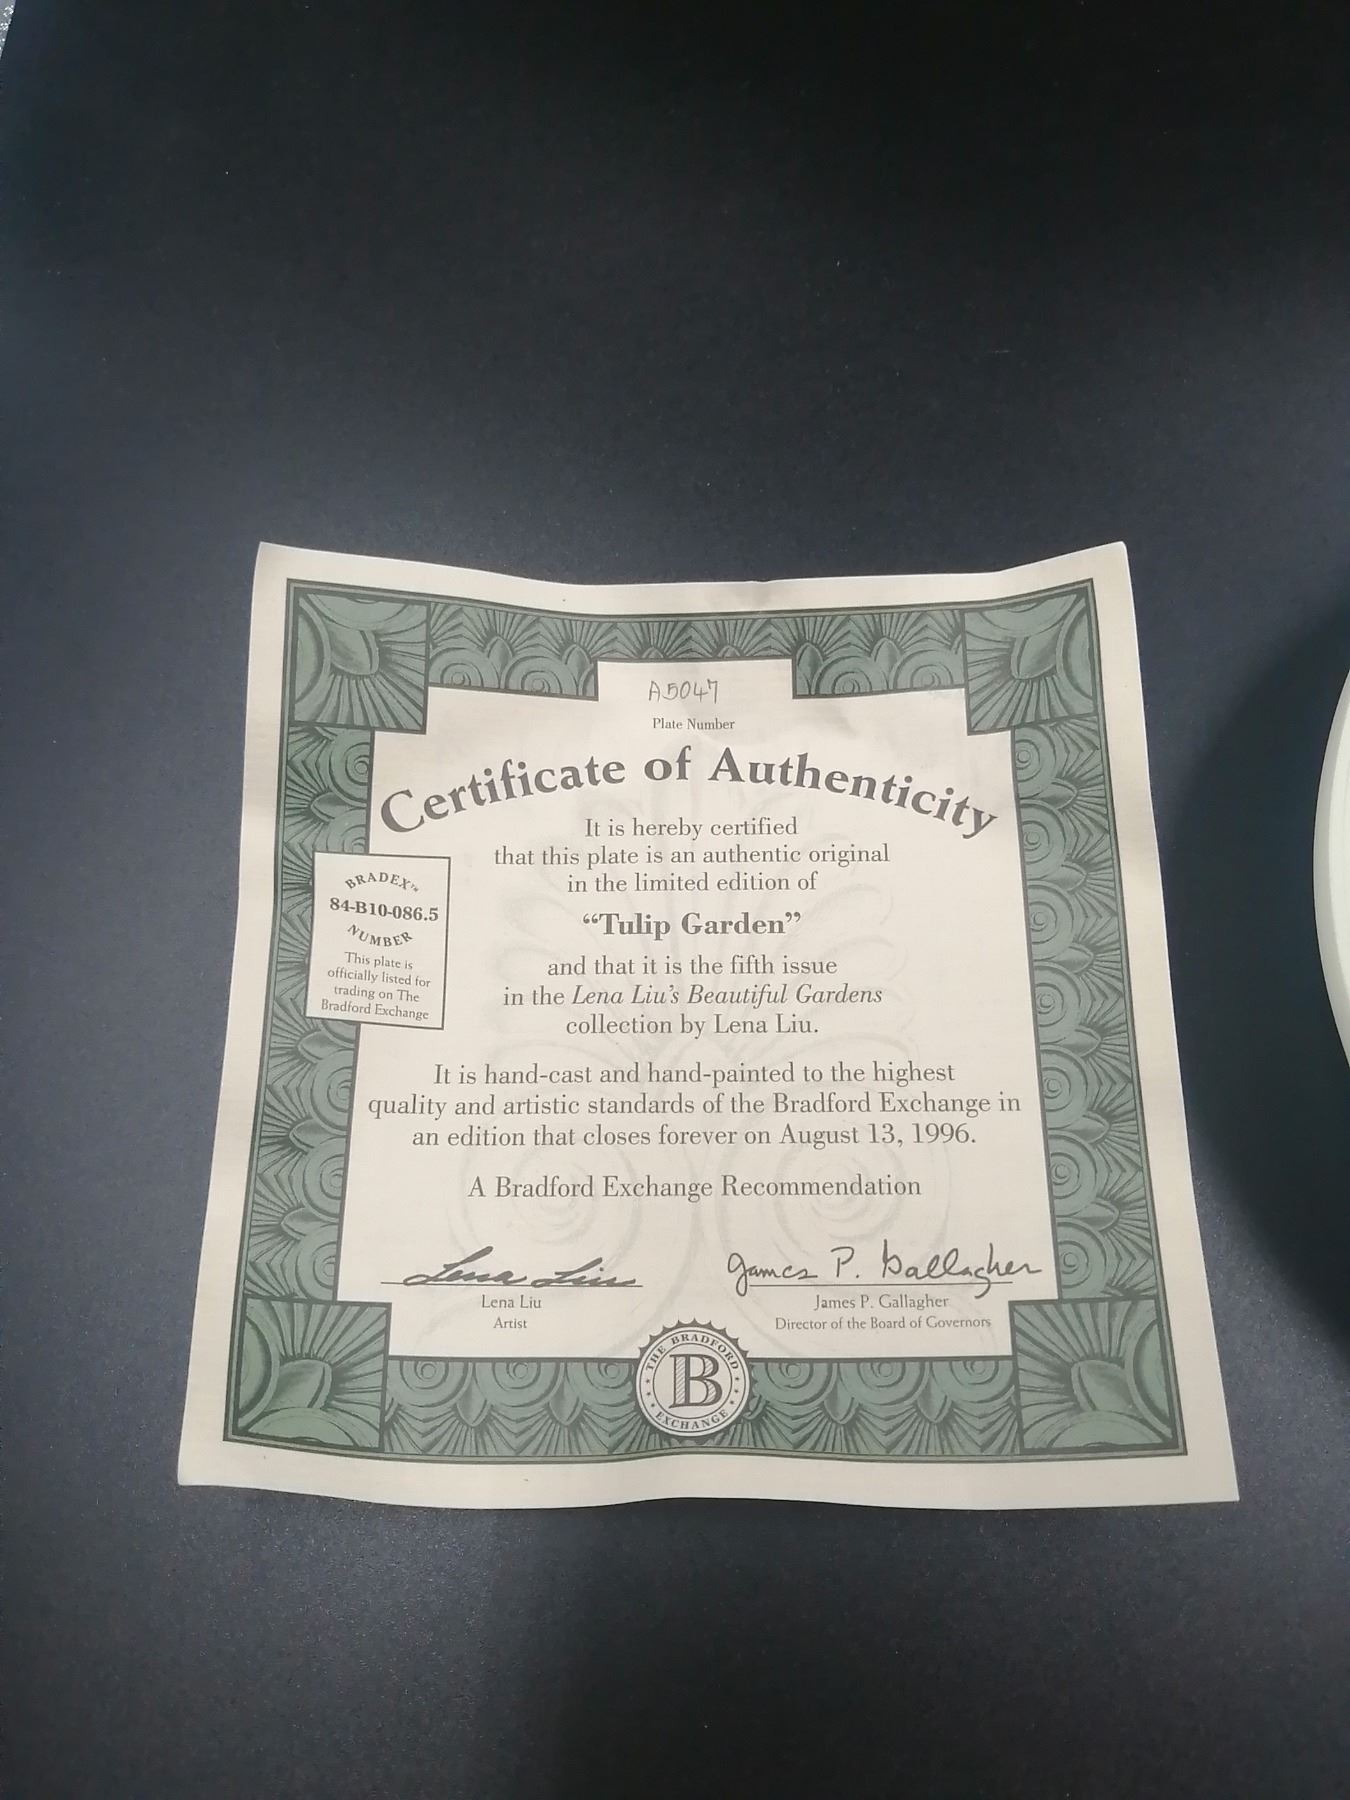 A5047
Plate Number
Certificate of Authenticity
It is hereby certified
that this plate is an authentic original
in the limited edition of
“Tulip Garden”
and that it is the fifth issue
in the Lena Liu's Beautiful Gardens
collection by Lena Liu.
BRADEX™
84-B10-086.5
NUMBER
This plate is
officially listed for
trading on The
Bradford Exchange
It is hand-cast and hand-painted to the highest
quality and artistic standards of the Bradford Exchange in
an edition that closes forever on August 13, 1996.
A Bradford Exchange Recommendation
Lena Liu
Lena Liu
Artist
James P. Gallagher
James P. Gallagher
Director of the Board of Governors
THE BRADFORD
B
EXCHANGE